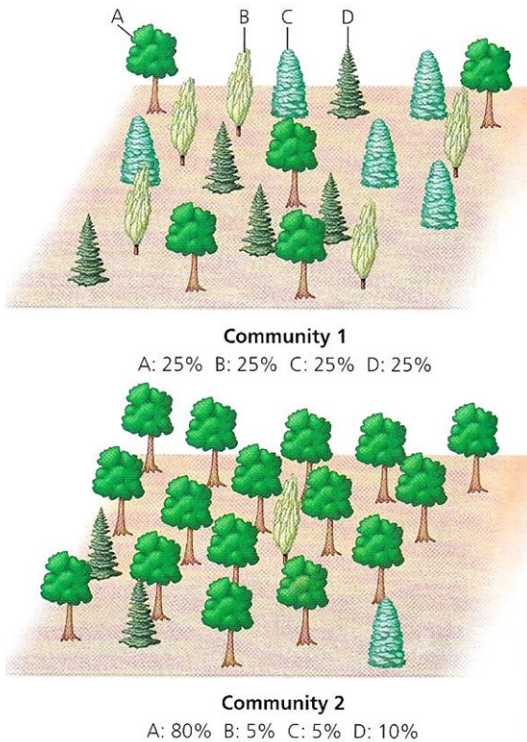 A B C D
Community 1
A: 25% B: 25% C: 25% D: 25%
Community 2
A: 80% B: 5% C: 5% D: 10%